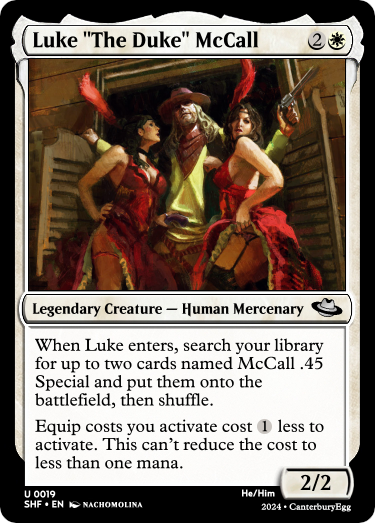 Luke "The Duke" McCall 2
Legendary Creature — Human Mercenary
When Luke enters, search your library
for up to two cards named McCall .45
Special and put them onto the
battlefield, then shuffle.
Equip costs you activate cost 1 less to
activate. This can't reduce the cost to
less than one mana.
2/2
U 0019
He/Him
SHF • EN NACHOMOLINA
2024 • CanterburyEgg